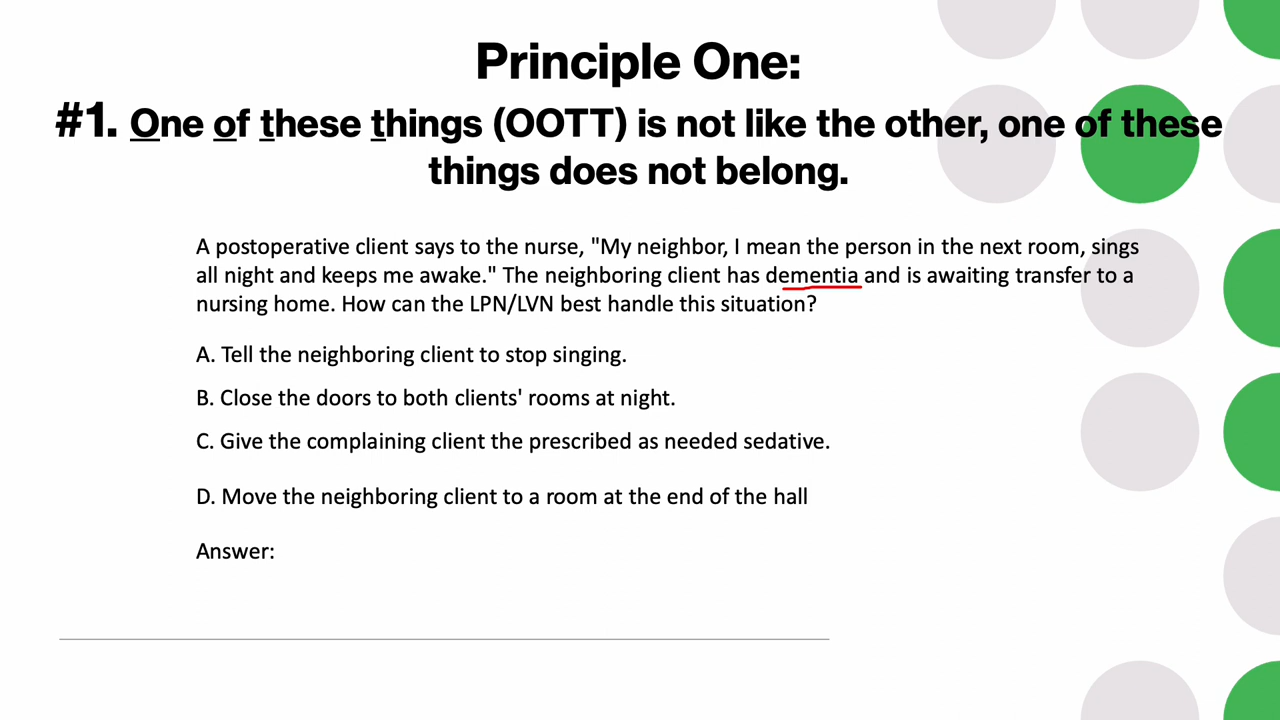 Principle One:
#1. One of these things (OOTT) is not like the other, one of these
things does not belong.
A postoperative client says to the nurse, "My neighbor, I mean the person in the next room, sings
all night and keeps me awake." The neighboring client has dementia and is awaiting transfer to a
nursing home. How can the LPN/LVN best handle this situation?
A. Tell the neighboring client to stop singing.
B. Close the doors to both clients' rooms at night.
C. Give the complaining client the prescribed as needed sedative.
D. Move the neighboring client to a room at the end of the hall
Answer: